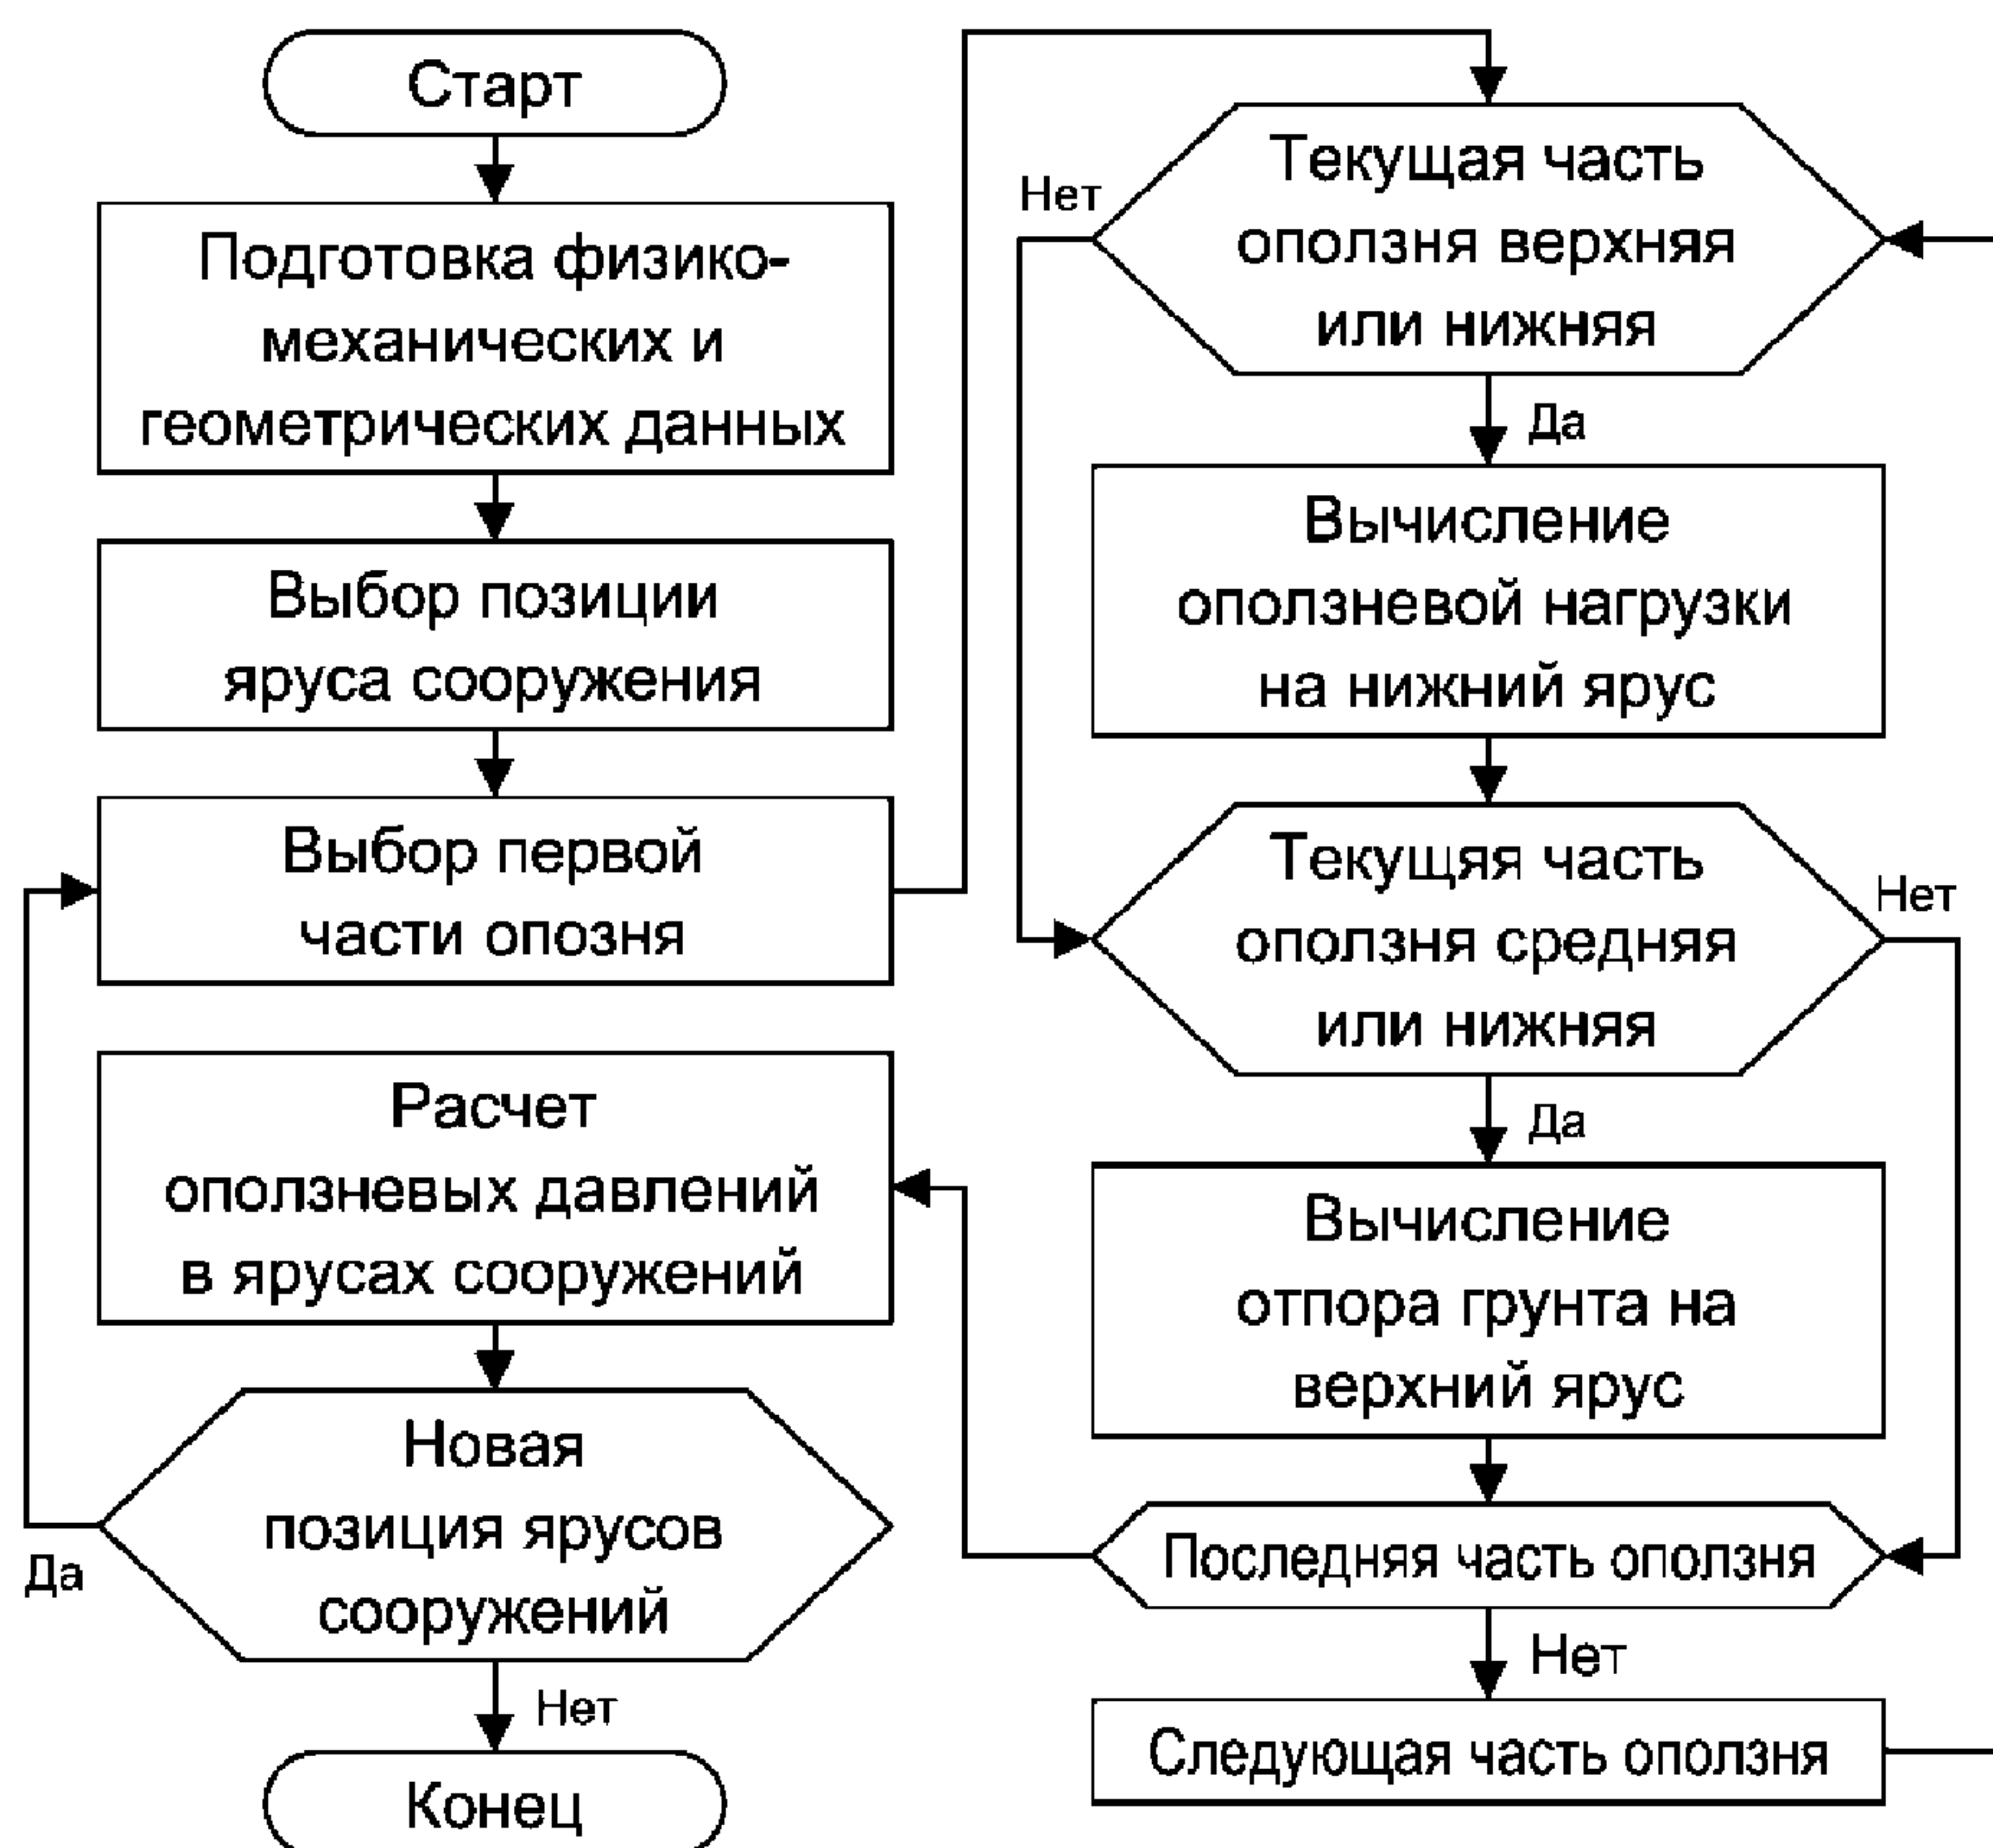 Старт
Подготовка физико-
механических и
геометрических данных
Выбор позиции
яруса сооружения
Выбор первой
части опозня
Расчет
оползневых давлений
в ярусах сооружений
Новая
позиция ярусов
сооружений
Да
Нет
Конец
Текущая часть
оползня верхняя
или нижняя
Нет
Да
Вычисление
оползневой нагрузки
на нижний ярус
Текущяя часть
оползня средняя
или нижняя
Нет
Да
Вычисление
отпора грунта на
верхний ярус
Последняя часть оползня
Нет
Следующая часть оползня